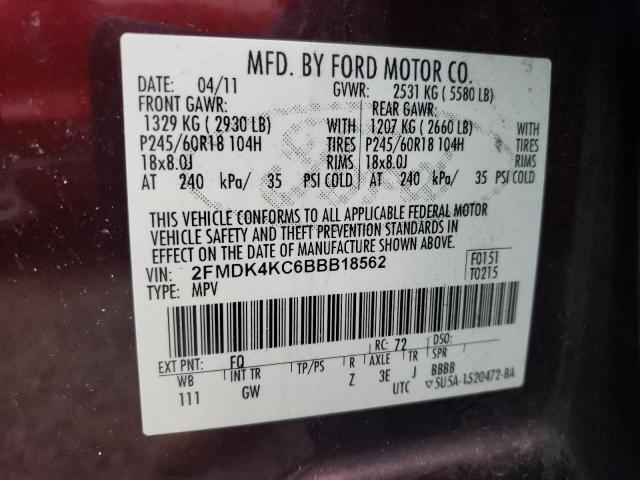 MFD. BY FORD MOTOR CO.
DATE: 04/11 GVWR: 2531 KG ( 5580 LB)
FRONT GAWR: REAR GAWR:
1329 KG ( 2930 LB) 1207 KG ( 2660 LB)
P245/60R18 104H TIRES P245/60R18 104H TIRES
18x8.0J RIMS 18x8.0J RIMS
AT 240 kPa/ 35 PSI COLD AT 240 kPa/ 35 PSI COLD
THIS VEHICLE CONFORMS TO ALL APPLICABLE FEDERAL MOTOR
VEHICLE SAFETY AND THEFT PREVENTION STANDARDS IN
EFFECT ON THE DATE OF MANUFACTURE SHOWN ABOVE.
VIN: 2FMDK4KC6BBB18562 F0151
TYPE: MPV T0215
EXT PNT: FQ RC: 72 DSO:
WB INT TR TP/PS R AXLE TR SPR
111 GW Z 3E J BBBB
UTC ▽5U5A-1520472-BA